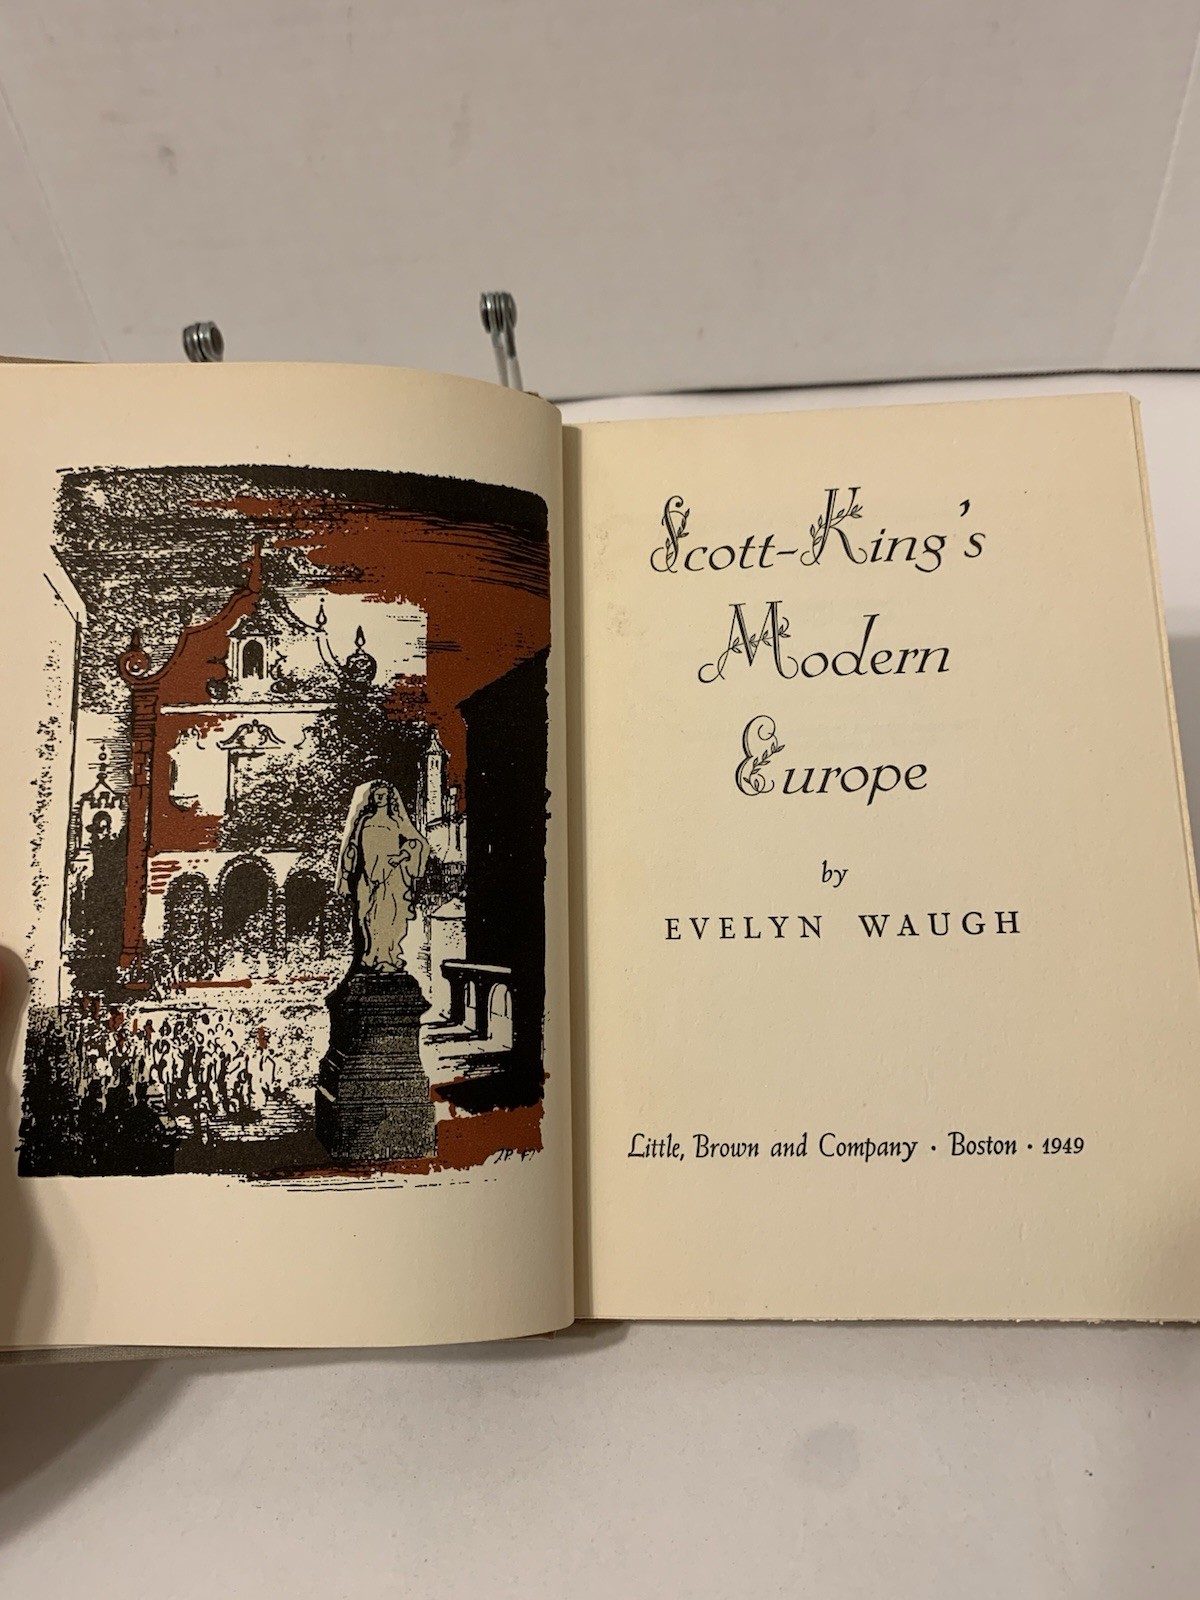 Scott-King's
Modern
Europe
by
EVELYN WAUGH
Little, Brown and Company · Boston · 1949